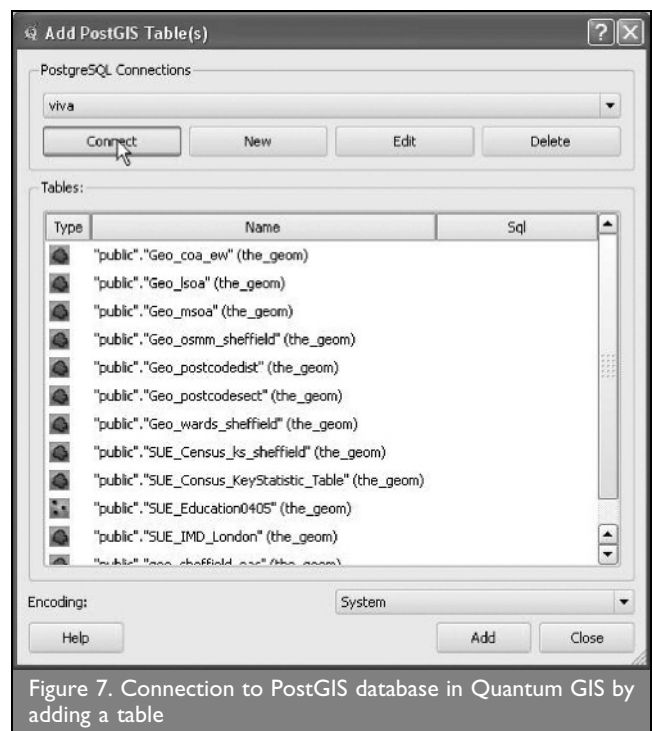 Add PostGIS Table(s)
PostgreSQL Connections
viva
Connect New Edit Delete
Tables:
Type Name Sql
"public"."Geo_coa_ew" (the_geom)
"public"."Geo_lsoa" (the_geom)
"public"."Geo_msoa" (the_geom)
"public"."Geo_osmm_sheffield" (the_geom)
"public"."Geo_postcodedist" (the_geom)
"public"."Geo_postcodesect" (the_geom)
"public"."Geo_wards_sheffield" (the_geom)
"public"."SUE_Census_ks_sheffield" (the_geom)
"public"."SUE_Consus_KeyStatistic_Table" (the_geom)
"public"."SUE_Education0405" (the_geom)
"public"."SUE_IMD_London" (the_geom)
"public"."geo_sheffield_oac" (the_geom)
Encoding: System
Help Add Close
Figure 7. Connection to PostGIS database in Quantum GIS by
adding a table